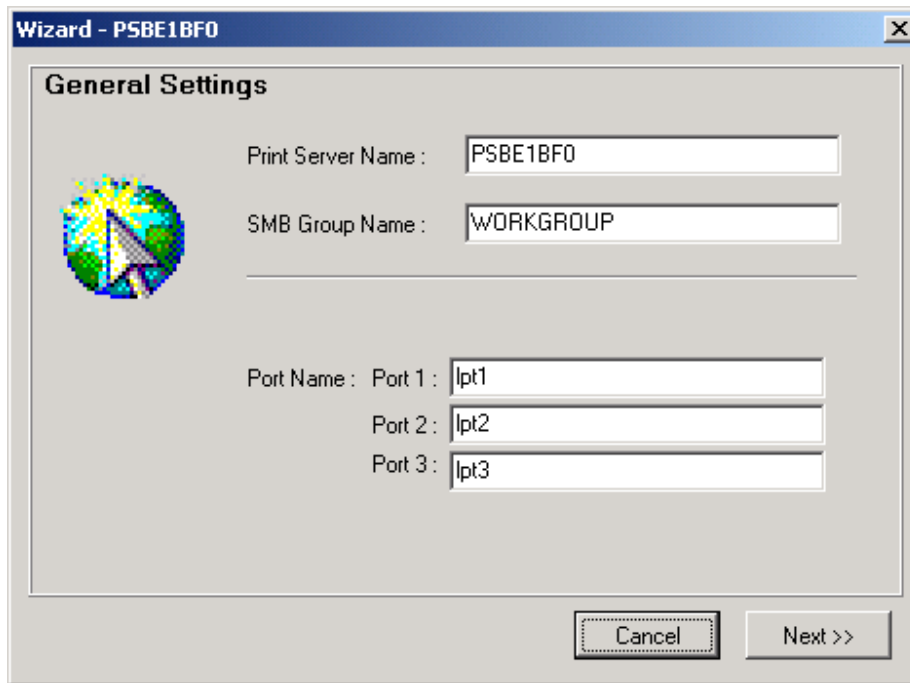 Wizard - PSBE1BF0
General Settings
Print Server Name : PSBE1BF0
SMB Group Name : WORKGROUP
Port Name : Port 1 : lpt1
Port 2 : lpt2
Port 3 : lpt3
Cancel Next >>